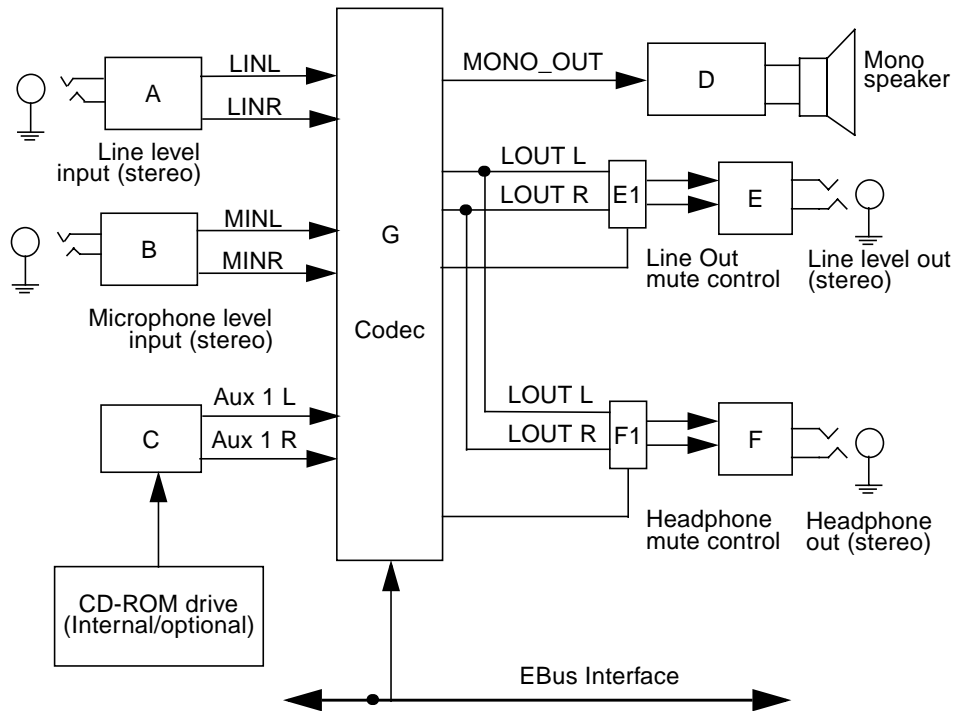 A
LINL
LINR
Line level
input (stereo)
B
MINL
MINR
Microphone level
input (stereo)
C
Aux 1 L
Aux 1 R
CD-ROM drive
(Internal/optional)
G
Codec
MONO_OUT
D
Mono
speaker
LOUT L
LOUT R
E1
E
Line Out
mute control
Line level out
(stereo)
LOUT L
LOUT R
F1
F
Headphone
mute control
Headphone
out (stereo)
EBus Interface